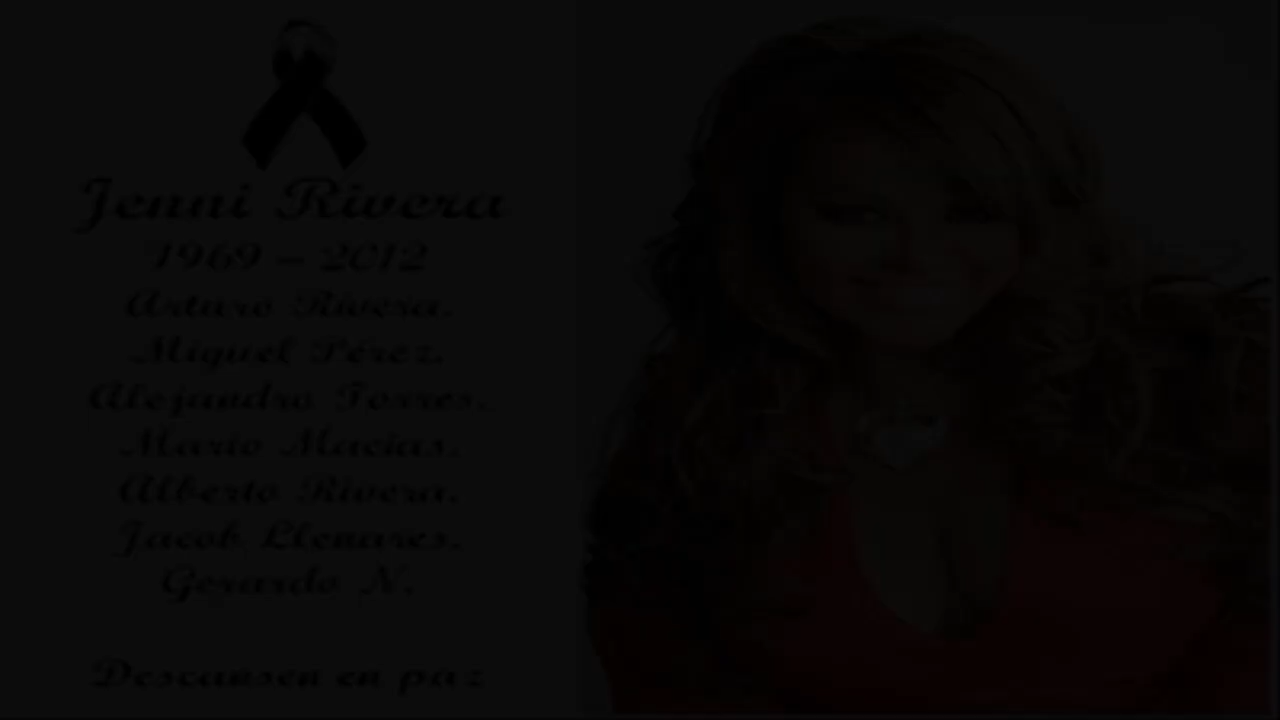 Jenni Rivera
1969 - 2012
Arturo Rivera.
Miguel Pérez.
Alejandro Torres.
Mario Macias.
Alberto Rivera.
Jacob Llenares.
Gerardo N.
Descansen en paz